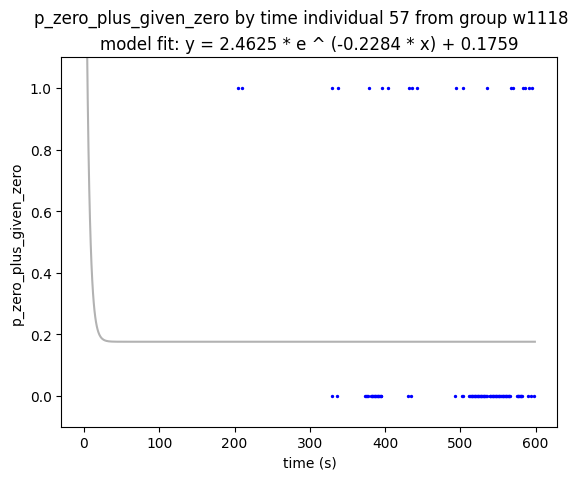 p_zero_plus_given_zero by time individual 57 from group w1118
model fit: y = 2.4625 * e ^ (-0.2284 * x) + 0.1759
1.0
0.8
0.6
0.4
0.2
0.0
p_zero_plus_given_zero
0 100 200 300 400 500 600
time (s)